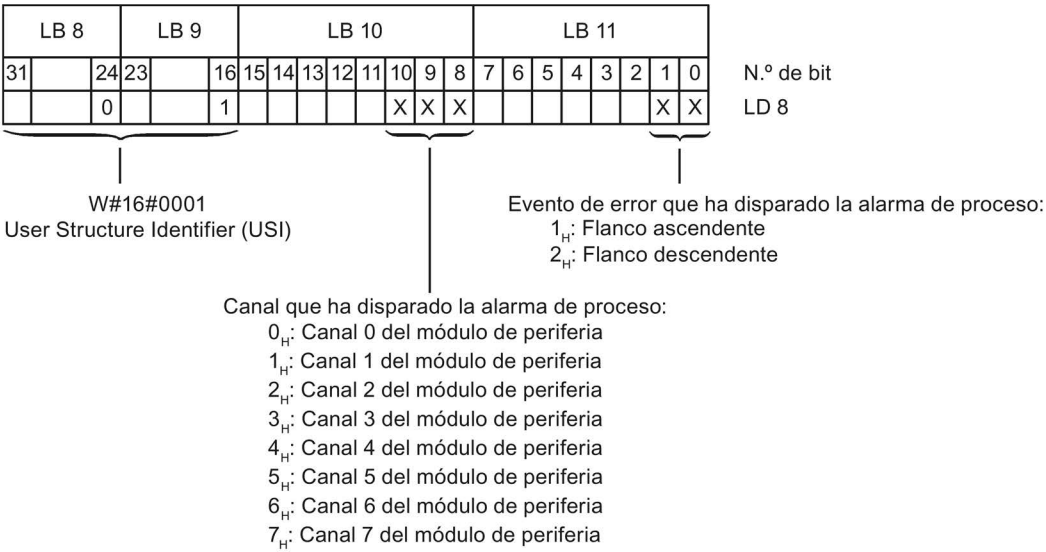 LB 8 LB 9 LB 10 LB 11
31 24 23 16 15 14 13 12 11 10 9 8 7 6 5 4 3 2 1 0 N.º de bit
0 1 X X X X X LD 8
W#16#0001
User Structure Identifier (USI)
Evento de error que ha disparado la alarma de proceso:
1H: Flanco ascendente
2H: Flanco descendente
Canal que ha disparado la alarma de proceso:
0H: Canal 0 del módulo de periferia
1H: Canal 1 del módulo de periferia
2H: Canal 2 del módulo de periferia
3H: Canal 3 del módulo de periferia
4H: Canal 4 del módulo de periferia
5H: Canal 5 del módulo de periferia
6H: Canal 6 del módulo de periferia
7H: Canal 7 del módulo de periferia